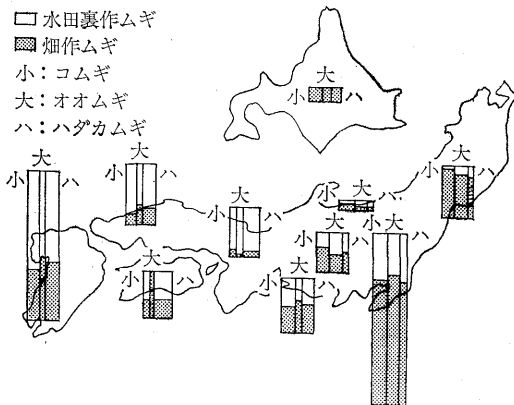 水田裏作ムギ
畑作ムギ
小：コムギ
大：オオムギ
ハ：ハダカムギ
大
小 ハ
大
小 ハ
大
小 ハ
大
小 ハ
小 大 ハ
大
小 ハ
大
小 ハ
小大 ハ
大
小 ハ
大
小 ハ